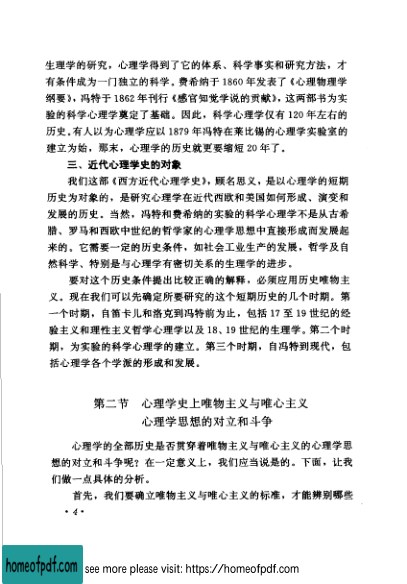 生理学的研究，心理学得到了它的体系、科学事实和研究方法，才
有条件成为一门独立的科学。费希纳于1860年发表了《心理物理学
纲要》，冯特于1862年刊行《感官知觉学说的贡献》，这两部书为实
验的科学心理学奠定了基础。因此，科学心理学仅有120年左右的
历史。有人以为心理学应以1879年冯特在莱比锡的心理学实验室的
建立为始，那末，心理学的历史就更要缩短20年了。
三、近代心理学史的对象
我们这部《西方近代心理学史》，顾名思义，是以心理学的短期
历史为对象的，是研究心理学在近代西欧和美国如何形成、演变和
发展的历史。当然，冯特和费希纳的实验的科学心理学不是从古希
腊、罗马和西欧中世纪的哲学家的心理学思想中直接形成而发展起
来的。它需要一定的历史条件，如社会工业生产的发展，哲学及自
然科学、特别是与心理学有密切关系的生理学的进步。
要对这个历史条件提出比较正确的解释，必须应用历史唯物主
义。现在我们可以先确定所要研究的这个短期历史的几个时期。第
一个时期，自笛卡儿和洛克到冯特前为止，包括17至19世纪的经
验主义和理性主义哲学心理学以及18、19世纪的生理学。第二个时
期，为实验的科学心理学的建立。第三个时期，自冯特到现代，包
括心理学各个学派的形成和发展。
第二节 心理学史上唯物主义与唯心主义
心理学思想的对立和斗争
心理学的全部历史是否贯穿着唯物主义与唯心主义的心理学思
想的对立和斗争呢？在一定意义上，我们应当说是的。下面，让我
们做一点具体的分析。
首先，我们要确立唯物主义与唯心主义的标准，才能辨别哪些
·4·
homeofpdf.com
see more please visit: https://homeofpdf.com